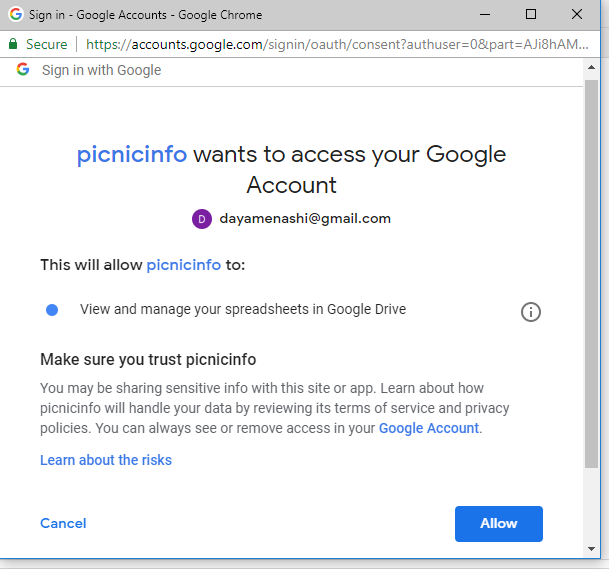 Sign in - Google Accounts - Google Chrome
Secure https://accounts.google.com/signin/oauth/consent?authuser=0&part=AJi8hAM...
G Sign in with Google
picnicinfo wants to access your Google
Account
D dayamenashi@gmail.com
This will allow picnicinfo to:
View and manage your spreadsheets in Google Drive
Make sure you trust picnicinfo
You may be sharing sensitive info with this site or app. Learn about how
picnicinfo will handle your data by reviewing its terms of service and privacy
policies. You can always see or remove access in your Google Account.
Learn about the risks
Cancel Allow